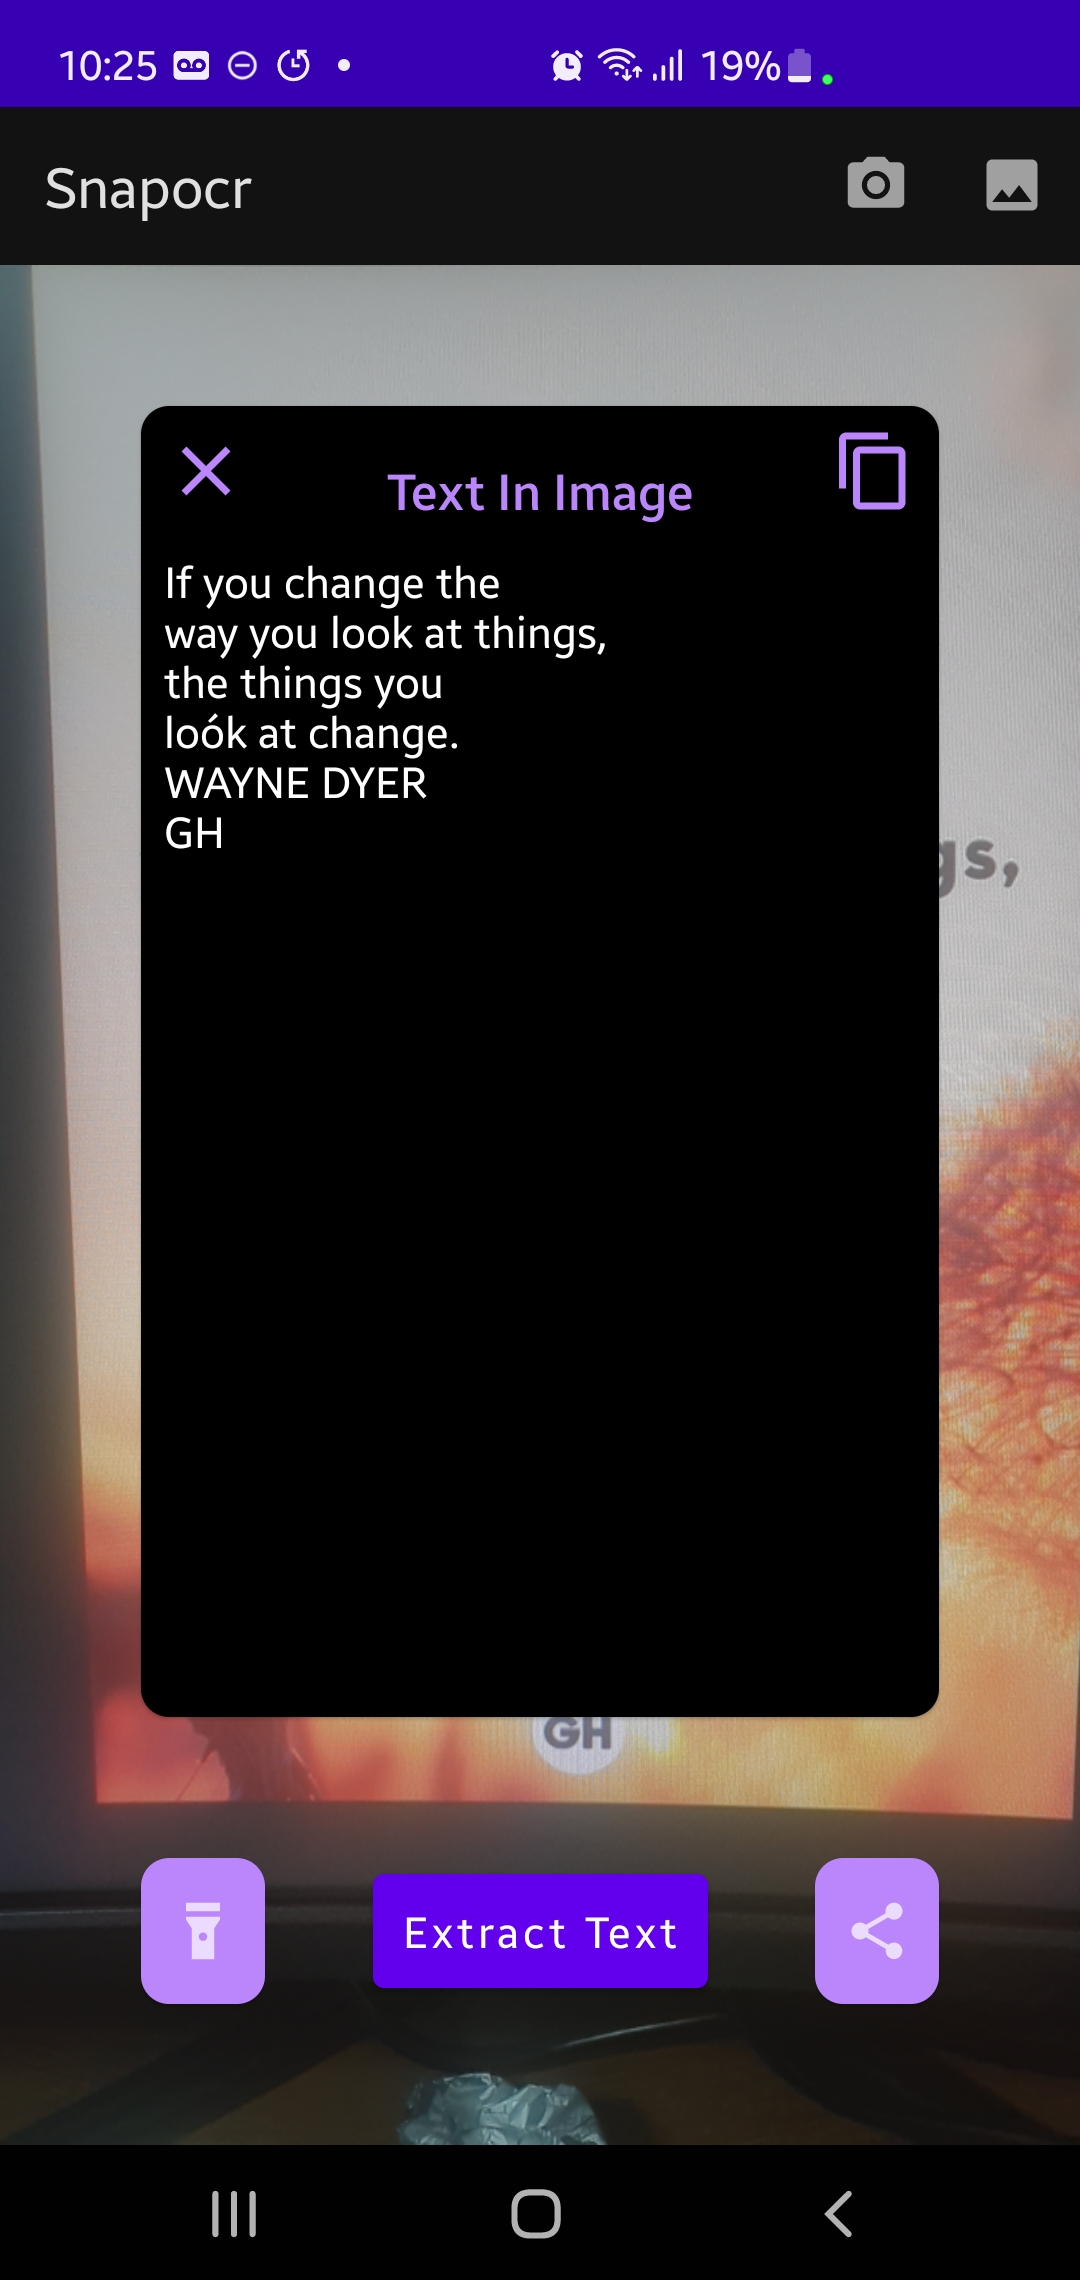 10:25 19%
Snapocr
Text In Image
If you change the
way you look at things,
the things you
loók at change.
WAYNE DYER
GH
gs,
GH
Extract Text